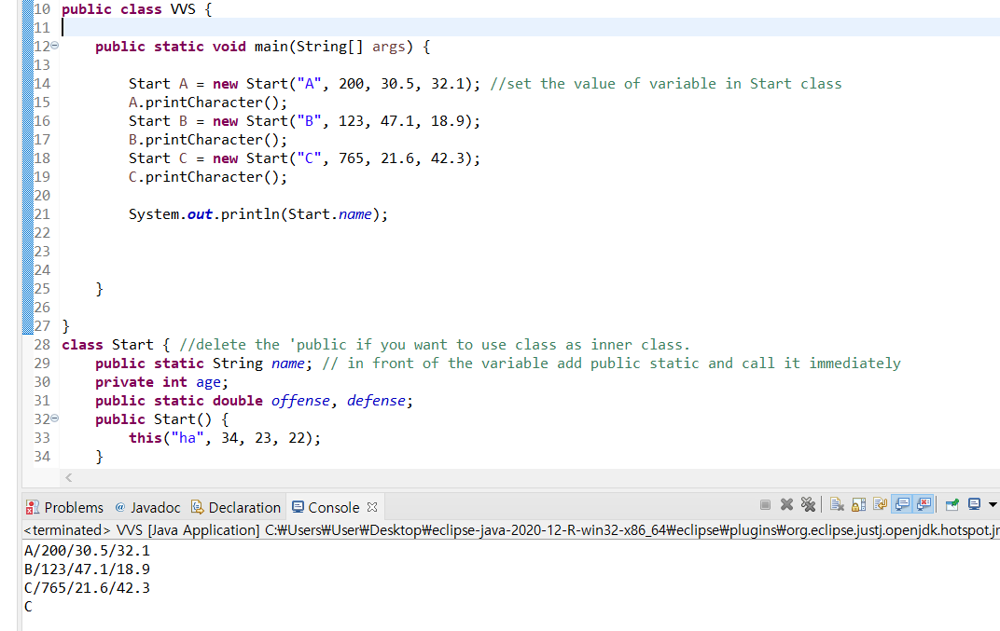 10 public class VVS {
11
12 public static void main(String[] args) {
13
14 Start A = new Start("A", 200, 30.5, 32.1); //set the value of variable in Start class
15 A.printCharacter();
16 Start B = new Start("B", 123, 47.1, 18.9);
17 B.printCharacter();
18 Start C = new Start("C", 765, 21.6, 42.3);
19 C.printCharacter();
20
21 System.out.println(Start.name);
22
23
24
25 }
26
27 }
28 class Start { //delete the 'public if you want to use class as inner class.
29 public static String name; // in front of the variable add public static and call it immediately
30 private int age;
31 public static double offense, defense;
32 public Start() {
33 this("ha", 34, 23, 22);
34 }
Problems @ Javadoc Declaration Console
<terminated> VVS [Java Application] C:₩Users₩User₩Desktop₩eclipse-java-2020-12-R-win32-x86_64₩eclipse₩plugins₩org.eclipse.justj.openjdk.hotspot.jr
A/200/30.5/32.1
B/123/47.1/18.9
C/765/21.6/42.3
C